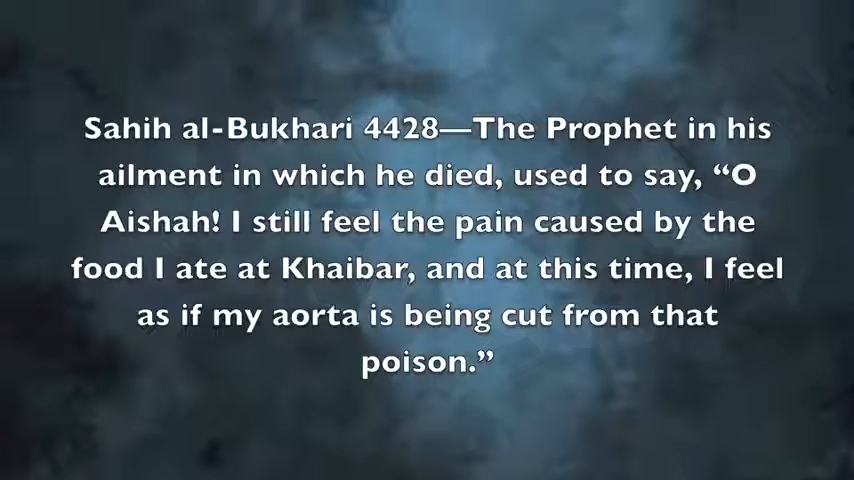 Sahih al-Bukhari 4428—The Prophet in his
ailment in which he died, used to say, “O
Aishah! I still feel the pain caused by the
food I ate at Khaibar, and at this time, I feel
as if my aorta is being cut from that
poison.”